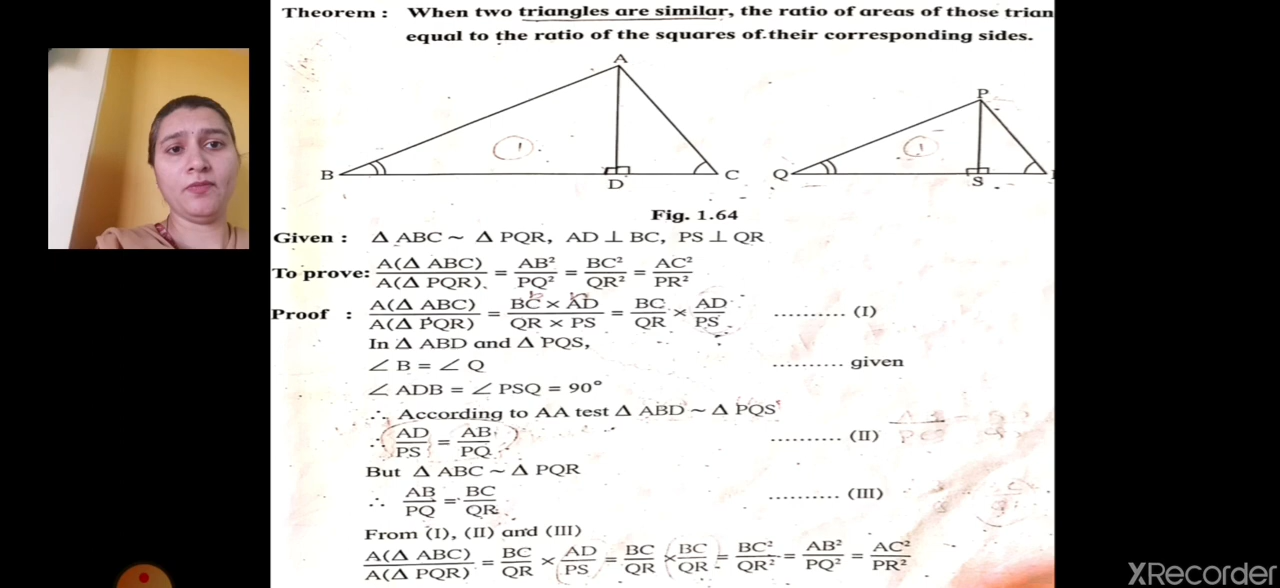 Theorem : When two triangles are similar, the ratio of areas of those trian
equal to the ratio of the squares of their corresponding sides.
A
P
B
D
C
Q
S
1
1
Fig. 1.64
Given : Δ ABC ~ Δ PQR, AD ⊥ BC, PS ⊥ QR
To prove: A(Δ ABC)/A(Δ PQR) = AB²/PQ² = BC²/QR² = AC²/PR²
Proof : A(Δ ABC)/A(Δ PQR) = BC × AD/QR × PS = BC/QR × AD/PS .......... (I)
In Δ ABD and Δ PQS,
∠ B = ∠ Q .......... given
∠ ADB = ∠ PSQ = 90°
∴ According to AA test Δ ABD ~ Δ PQS
∴ AD/PS = AB/PQ .......... (II)
But Δ ABC ~ Δ PQR
∴ AB/PQ = BC/QR .......... (III)
From (I), (II) and (III)
A(Δ ABC)/A(Δ PQR) = BC/QR × AD/PS = BC/QR × BC/QR = BC²/QR² = AB²/PQ² = AC²/PR²
XRecorder